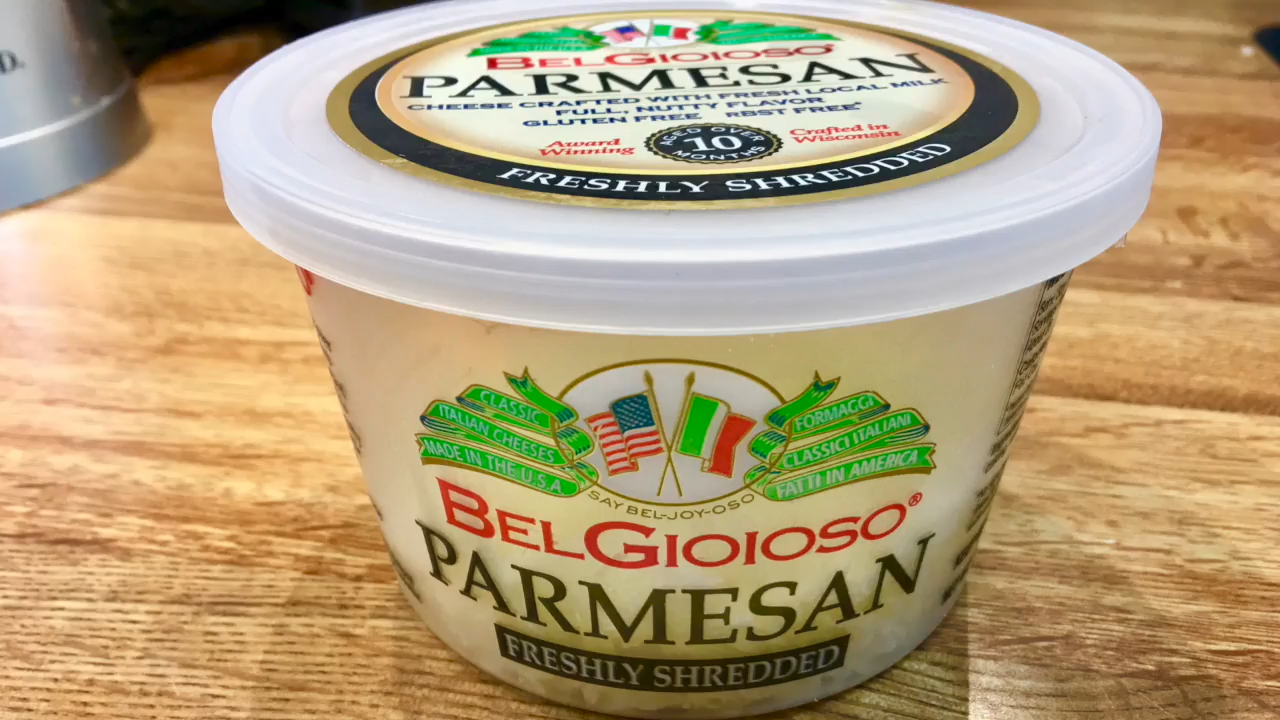 D.
BELGIOIOSO®
PARMESAN
CHEESE CRAFTED WITH FRESH LOCAL MILK
FULL, NUTTY FLAVOR
GLUTEN FREE RBST FREE*
Award Winning
AGED OVER 10 MONTHS
Crafted in Wisconsin
FRESHLY SHREDDED
CLASSIC
ITALIAN CHEESES
MADE IN THE U.S.A.
FORMAGGI
CLASSICI ITALIANI
FATTI IN AMERICA
SAY BEL-JOY-OSO
BELGIOIOSO®
PARMESAN
FRESHLY SHREDDED